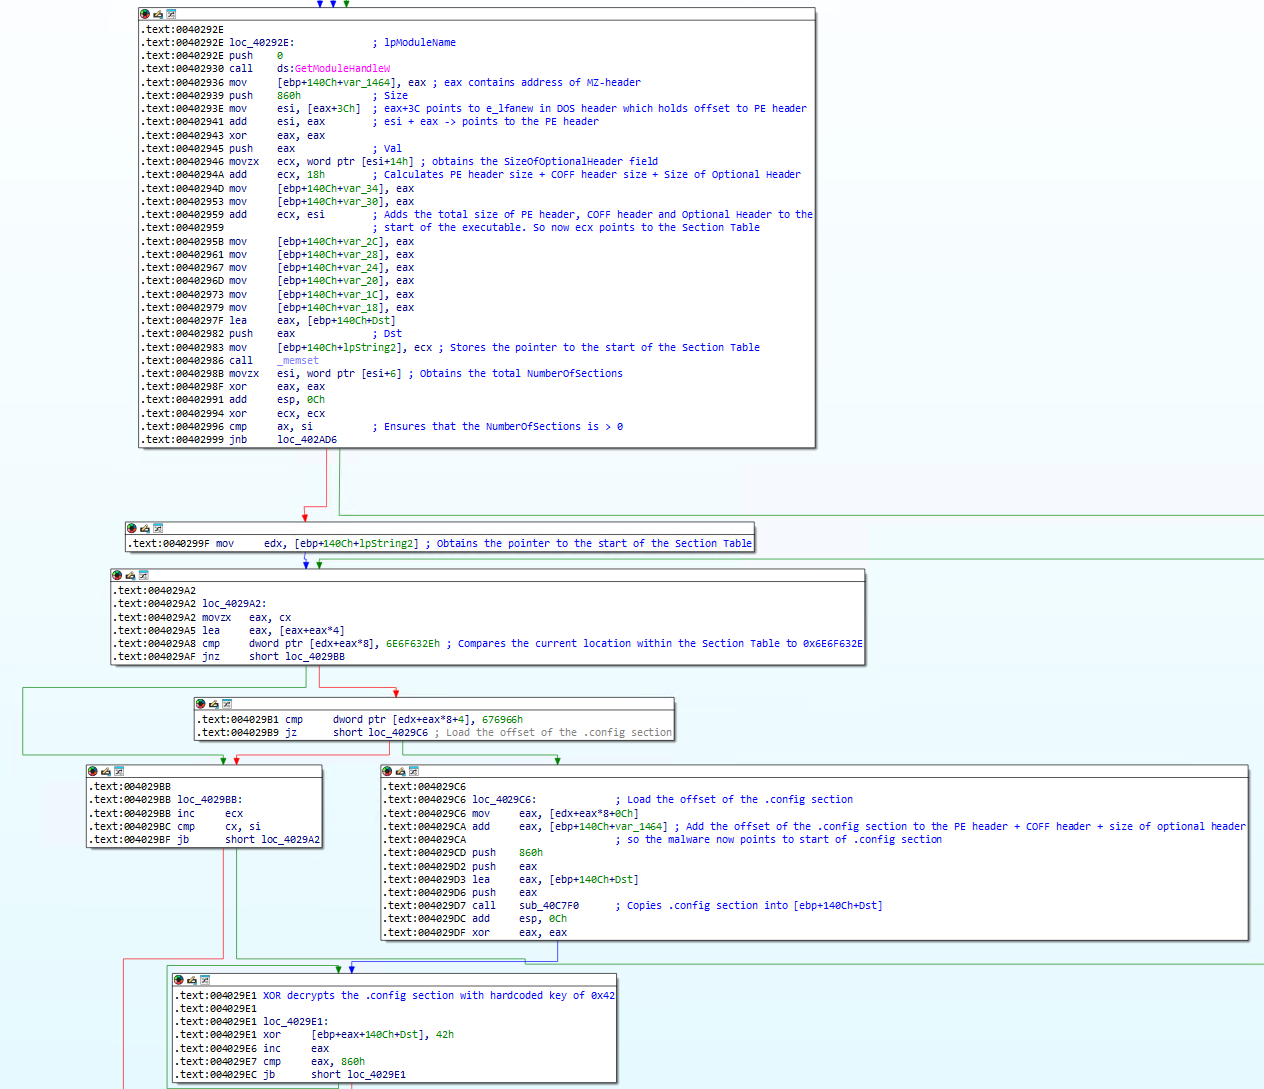 .text:0040292E
.text:0040292E loc_40292E: ; lpModuleName
.text:0040292E push 0
.text:00402930 call ds:GetModuleHandleW
.text:00402936 mov [ebp+140Ch+var_1464], eax ; eax contains address of MZ-header
.text:00402939 push 860h ; Size
.text:0040293E mov esi, [eax+3Ch] ; eax+3C points to e_lfanew in DOS header which holds offset to PE header
.text:00402941 add esi, eax ; esi + eax -> points to the PE header
.text:00402943 xor eax, eax
.text:00402945 push eax ; Val
.text:00402946 movzx ecx, word ptr [esi+14h] ; obtains the SizeOfOptionalHeader field
.text:0040294A add ecx, 18h ; Calculates PE header size + COFF header size + Size of Optional Header
.text:0040294D mov [ebp+140Ch+var_34], eax
.text:00402953 mov [ebp+140Ch+var_30], eax
.text:00402959 add ecx, esi ; Adds the total size of PE header, COFF header and Optional Header to the
.text:00402959 ; start of the executable. So now ecx points to the Section Table
.text:0040295B mov [ebp+140Ch+var_2C], eax
.text:00402961 mov [ebp+140Ch+var_28], eax
.text:00402967 mov [ebp+140Ch+var_24], eax
.text:0040296D mov [ebp+140Ch+var_20], eax
.text:00402973 mov [ebp+140Ch+var_1C], eax
.text:00402979 mov [ebp+140Ch+var_18], eax
.text:0040297F lea eax, [ebp+140Ch+Dst]
.text:00402982 push eax ; Dst
.text:00402983 mov [ebp+140Ch+lpString2], ecx ; Stores the pointer to the start of the Section Table
.text:00402986 call _memset
.text:0040298B movzx esi, word ptr [esi+6] ; Obtains the total NumberOfSections
.text:0040298F xor eax, eax
.text:00402991 add esp, 0Ch
.text:00402994 xor ecx, ecx
.text:00402996 cmp ax, si ; Ensures that the NumberOfSections is > 0
.text:00402999 jnb loc_402AD6
.text:0040299F mov edx, [ebp+140Ch+lpString2] ; Obtains the pointer to the start of the Section Table
.text:004029A2
.text:004029A2 loc_4029A2:
.text:004029A2 movzx eax, cx
.text:004029A5 lea eax, [eax+eax*4]
.text:004029A8 cmp dword ptr [edx+eax*8], 6E6F632Eh ; Compares the current location within the Section Table to 0x6E6F632E
.text:004029AF jnz short loc_4029BB
.text:004029B1 cmp dword ptr [edx+eax*8+4], 676966h
.text:004029B9 jz short loc_4029C6 ; Load the offset of the .config section
.text:004029BB
.text:004029BB loc_4029BB:
.text:004029BB inc ecx
.text:004029BC cmp cx, si
.text:004029BF jb short loc_4029A2
.text:004029C6
.text:004029C6 loc_4029C6: ; Load the offset of the .config section
.text:004029C6 mov eax, [edx+eax*8+0Ch]
.text:004029CA add eax, [ebp+140Ch+var_1464] ; Add the offset of the .config section to the PE header + COFF header + size of optional header
.text:004029CA ; so the malware now points to start of .config section
.text:004029CD push 860h
.text:004029D2 push eax
.text:004029D3 lea eax, [ebp+140Ch+Dst]
.text:004029D6 push eax
.text:004029D7 call sub_40C7F0 ; Copies .config section into [ebp+140Ch+Dst]
.text:004029DC add esp, 0Ch
.text:004029DF xor eax, eax
.text:004029E1 XOR decrypts the .config section with hardcoded key of 0x42
.text:004029E1
.text:004029E1 loc_4029E1:
.text:004029E1 xor [ebp+eax+140Ch+Dst], 42h
.text:004029E6 inc eax
.text:004029E7 cmp eax, 860h
.text:004029EC jb short loc_4029E1